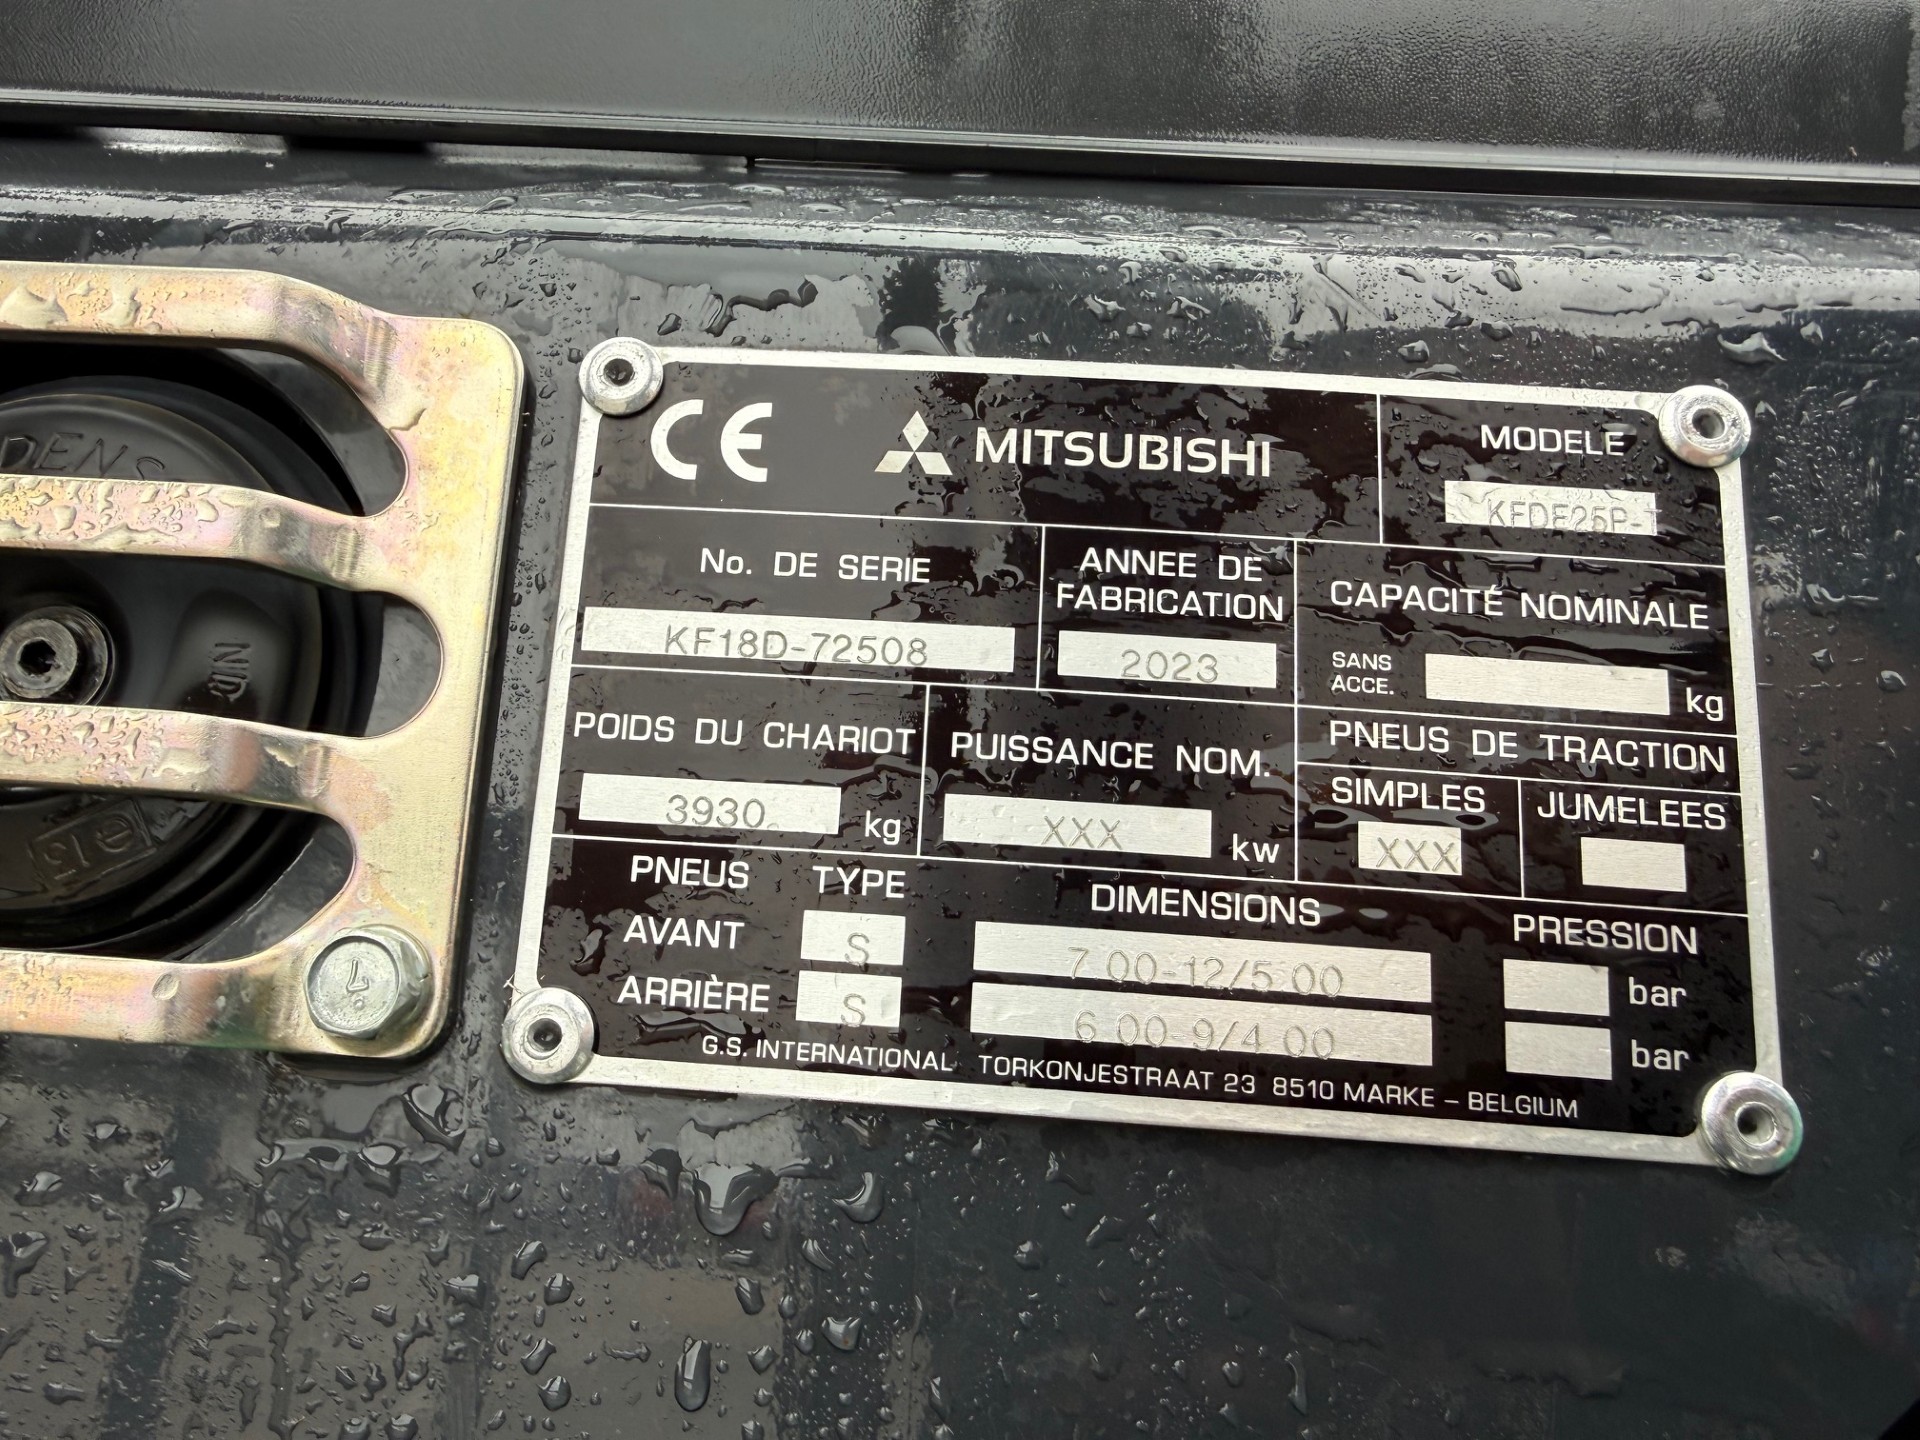 CE MITSUBISHI
MODELE
KFDE25P-T
No. DE SERIE
KF18D-72508
ANNEE DE
FABRICATION
2023
CAPACITÉ NOMINALE
SANS
ACCE.
kg
POIDS DU CHARIOT
3930 kg
PUISSANCE NOM.
XXX kw
PNEUS DE TRACTION
SIMPLES JUMELEES
XXX
PNEUS TYPE DIMENSIONS PRESSION
AVANT S 7 00-12/5 00 bar
ARRIÈRE S 6 00-9/4 00 bar
G.S. INTERNATIONAL TORKONJESTRAAT 23 8510 MARKE – BELGIUM